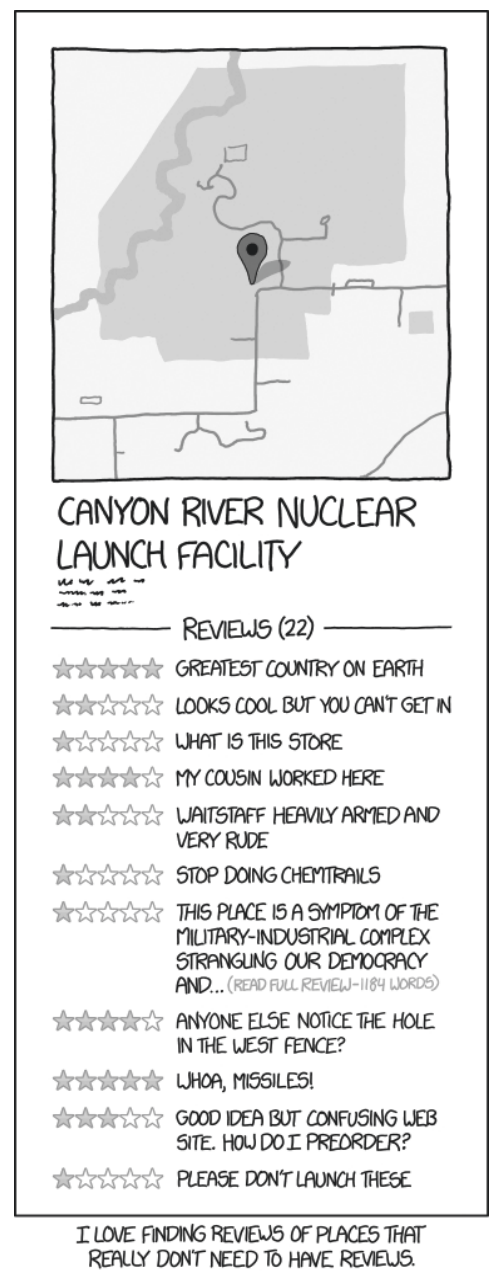 CANYON RIVER NUCLEAR
LAUNCH FACILITY
REVIEWS (22)
GREATEST COUNTRY ON EARTH
LOOKS COOL BUT YOU CAN'T GET IN
WHAT IS THIS STORE
MY COUSIN WORKED HERE
WAITSTAFF HEAVILY ARMED AND
VERY RUDE
STOP DOING CHEMTRAILS
THIS PLACE IS A SYMPTOM OF THE
MILITARY-INDUSTRIAL COMPLEX
STRANGLING OUR DEMOCRACY
AND... (READ FULL REVIEW-1184 WORDS)
ANYONE ELSE NOTICE THE HOLE
IN THE WEST FENCE?
WHOA, MISSILES!
GOOD IDEA BUT CONFUSING WEB
SITE. HOW DO I PREORDER?
PLEASE DON'T LAUNCH THESE
I LOVE FINDING REVIEWS OF PLACES THAT
REALLY DON'T NEED TO HAVE REVIEWS.